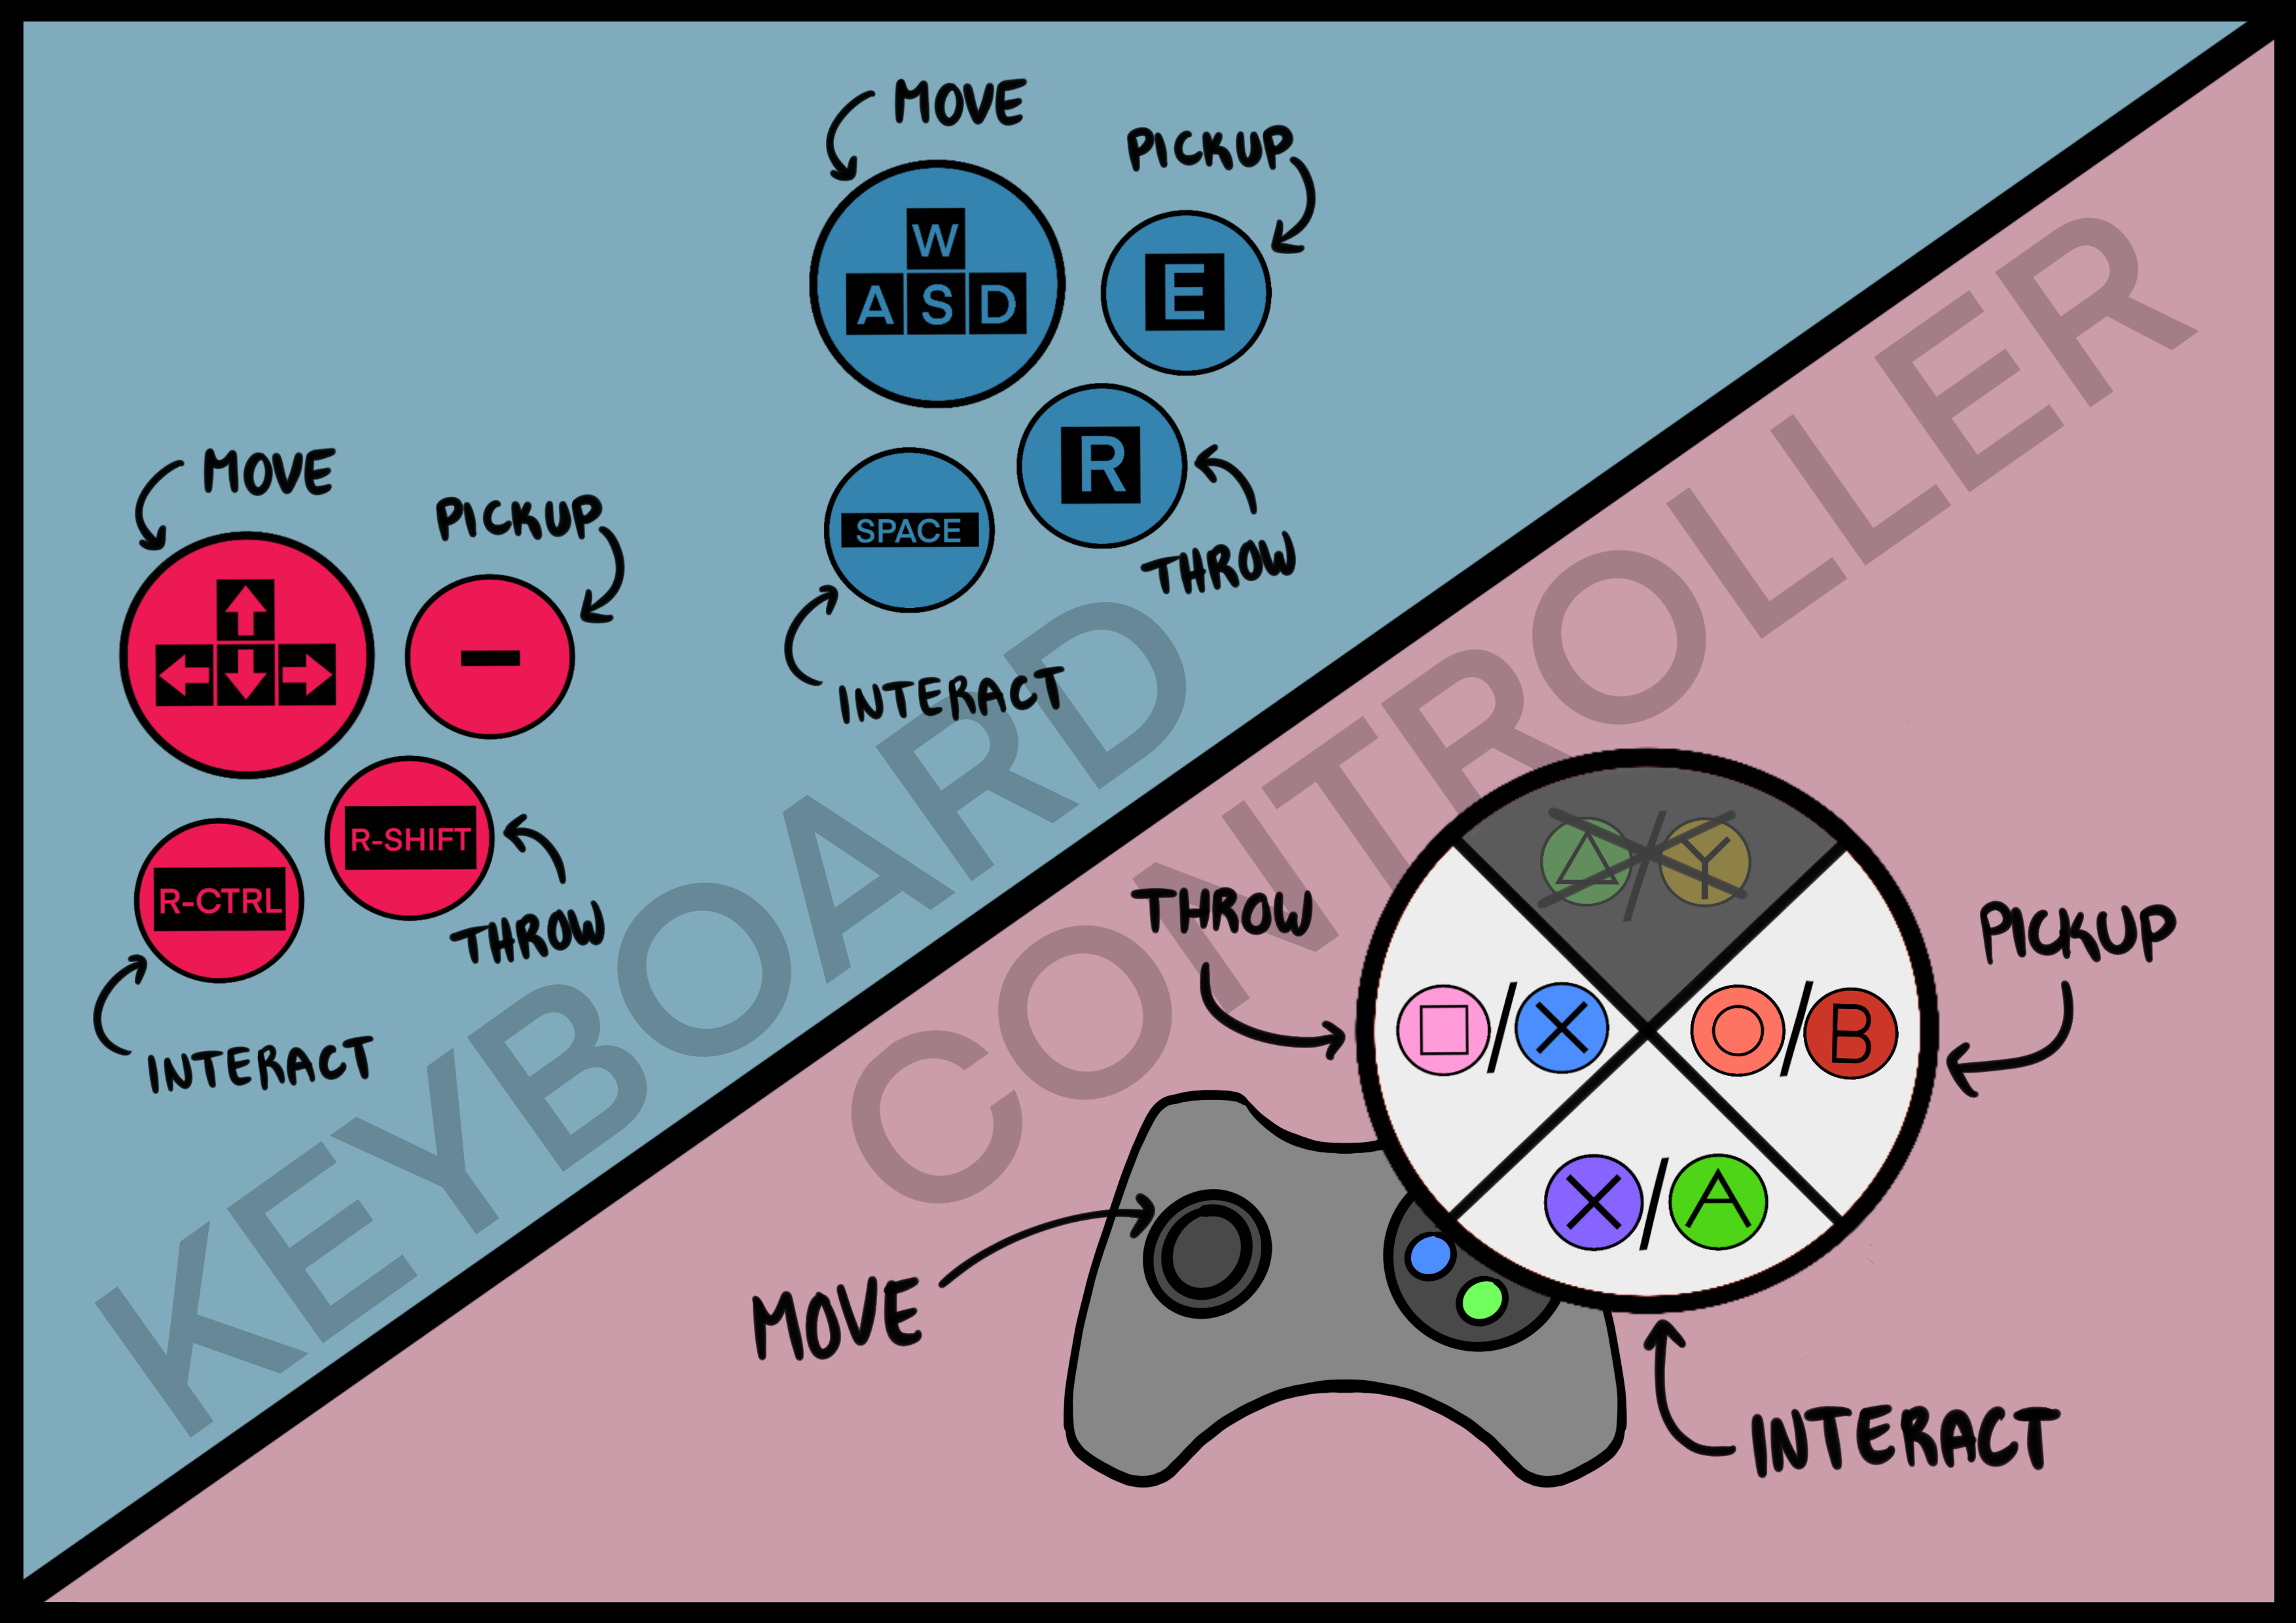 MOVE
PICKUP
W
A S D
E
R
SPACE
THROW
INTERACT
MOVE
PICKUP
-
R-SHIFT
R-CTRL
THROW
INTERACT
KEYBOARD
CONTROLLER
△/Y
THROW
□/X
○/B
PICKUP
X/A
MOVE
INTERACT